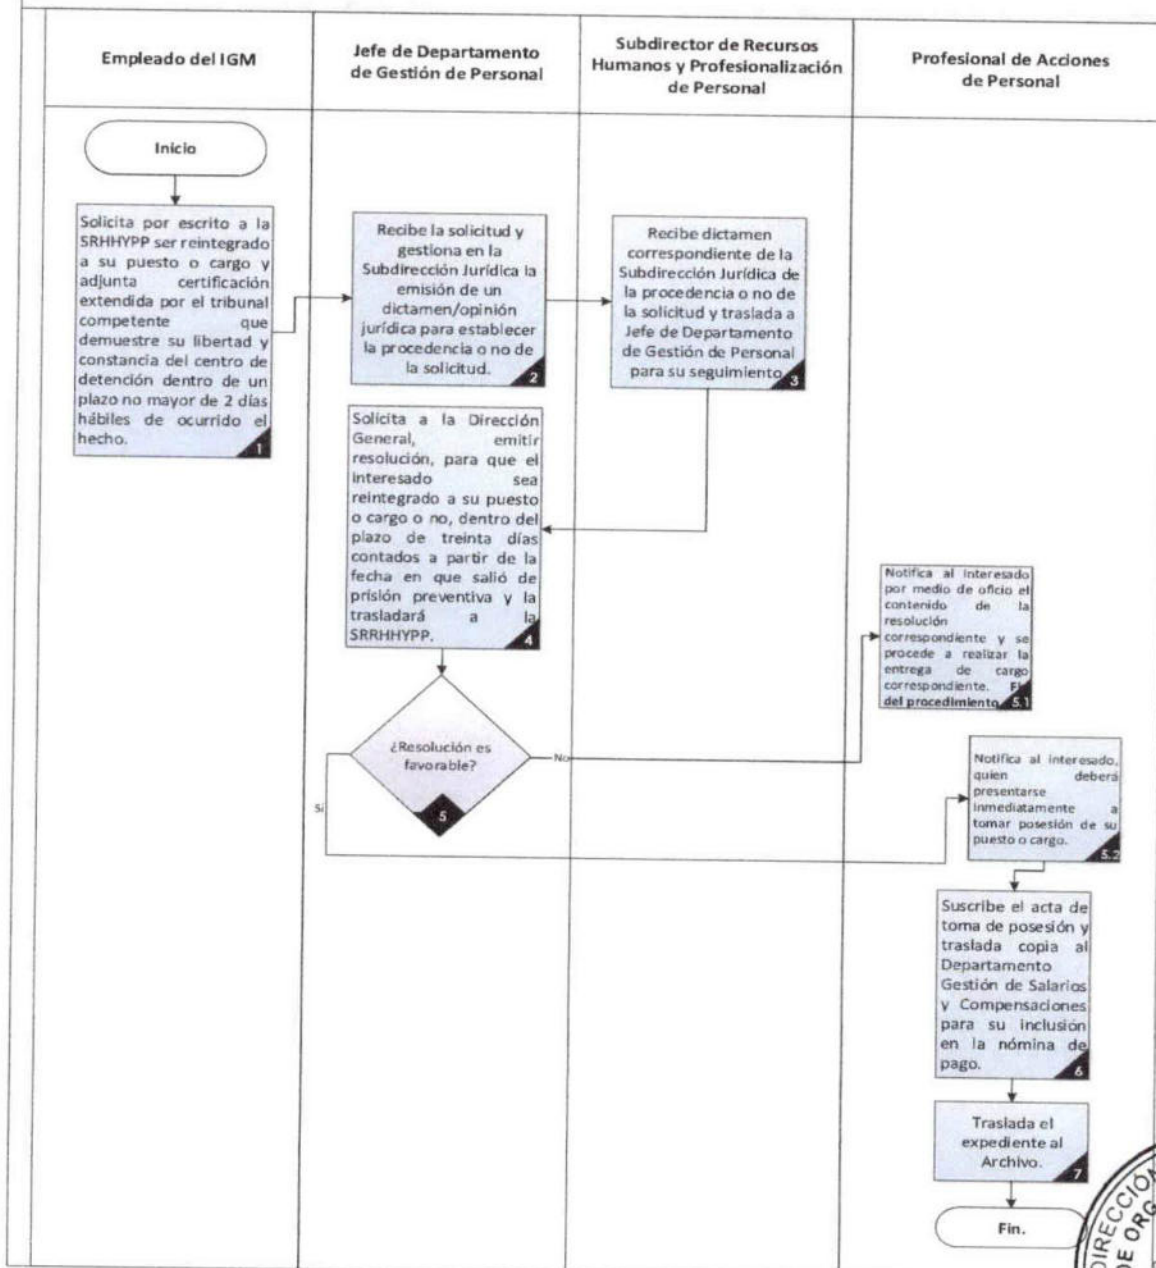 Empleado del IGM
Jefe de Departamento
de Gestión de Personal
Subdirector de Recursos
Humanos y Profesionalización
de Personal
Profesional de Acciones
de Personal
Inicio
Solicita por escrito a la
SRHHYPP ser reintegrado
a su puesto o cargo y
adjunta certificación
extendida por el tribunal
competente que
demuestre su libertad y
constancia del centro de
detención dentro de un
plazo no mayor de 2 días
hábiles de ocurrido el
hecho.
1
Recibe la solicitud y
gestiona en la
Subdirección Jurídica la
emisión de un
dictamen/opinión
jurídica para establecer
la procedencia o no de
la solicitud.
2
Recibe dictamen
correspondiente de la
Subdirección Jurídica de
la procedencia o no de
la solicitud y traslada a
Jefe de Departamento
de Gestión de Personal
para su seguimiento
3
Solicita a la Dirección
General, emitir
resolución, para que el
interesado sea
reintegrado a su puesto
o cargo o no, dentro del
plazo de treinta días
contados a partir de la
fecha en que salió de
prisión preventiva y la
trasladará a la
SRRHHYPP.
4
¿Resolución es
favorable?
5
No
Si
Notifica al interesado
por medio de oficio el
contenido de la
resolución
correspondiente y se
procede a realizar la
entrega de cargo
correspondiente.
del procedimiento
5.1
Notifica al interesado,
quien deberá
presentarse
inmediatamente a
tomar posesión de su
puesto o cargo.
5.2
Suscribe el acta de
toma de posesión y
traslada copia al
Departamento
Gestión de Salarios
y Compensaciones
para su inclusión
en la nómina de
pago.
6
Traslada el
expediente al
Archivo.
7
Fin.
DIRECCIÓN
DE ORG